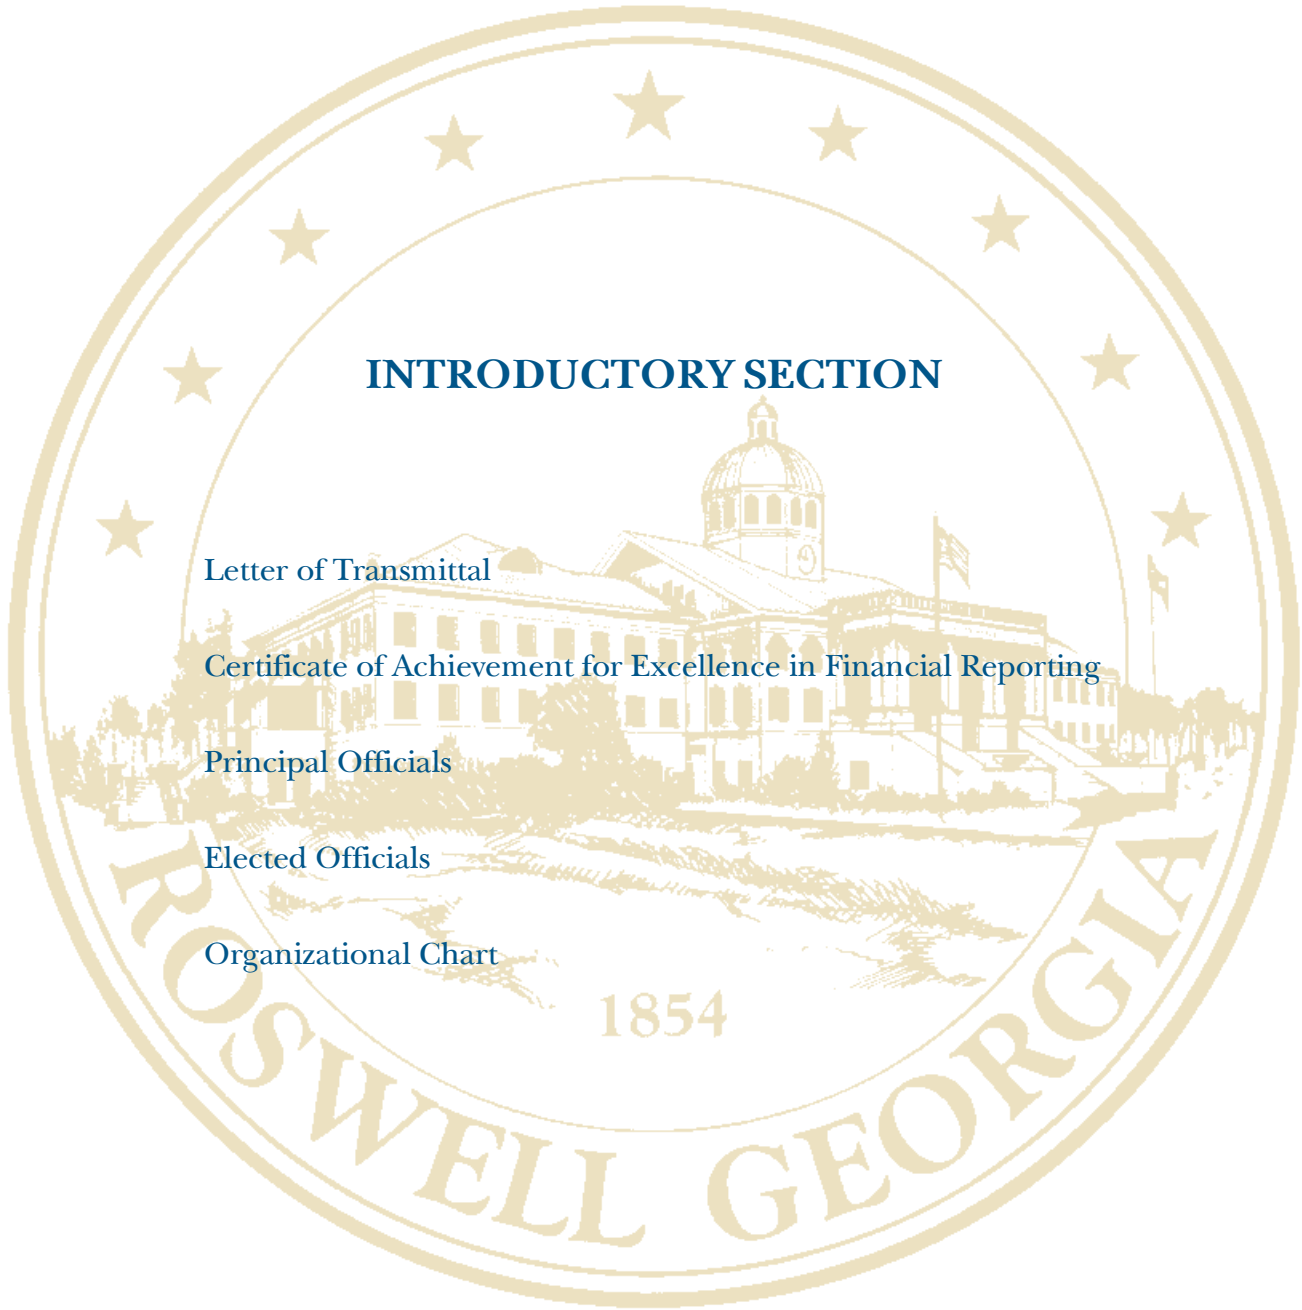 INTRODUCTORY SECTION
Letter of Transmittal
Certificate of Achievement for Excellence in Financial Reporting
Principal Officials
Elected Officials
Organizational Chart
1854
ROSWELL GEORGIA